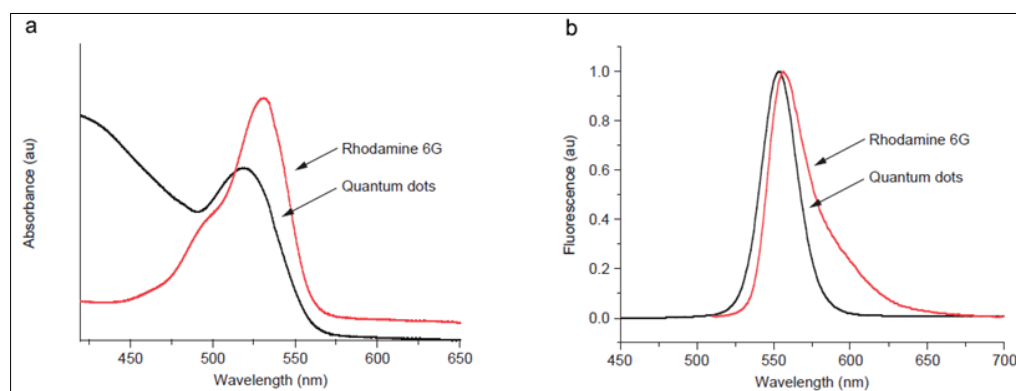 a
Absorbance (au)
Rhodamine 6G
Quantum dots
450 500 550 600 650
Wavelength (nm)
b
Fluorescence (au)
1.0
0.8
0.6
0.4
0.2
0.0
Rhodamine 6G
Quantum dots
450 500 550 600 650 700
Wavelength (nm)